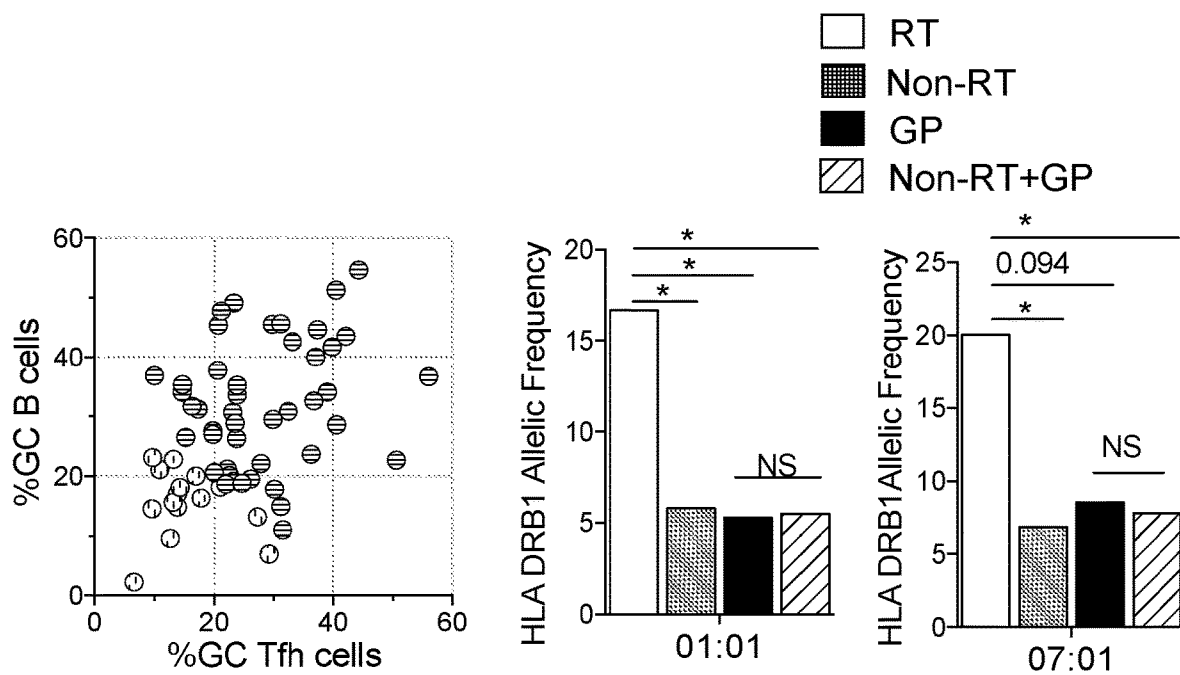 RT
Non-RT
GP
Non-RT+GP
%GC B cells
60
40
20
0
0
20
40
60
%GC Tfh cells
HLA DRB1 Allelic Frequency
20
15
10
5
0
*
*
*
NS
01:01
HLA DRB1 Allelic Frequency
25
20
15
10
5
0
*
0.094
*
NS
07:01